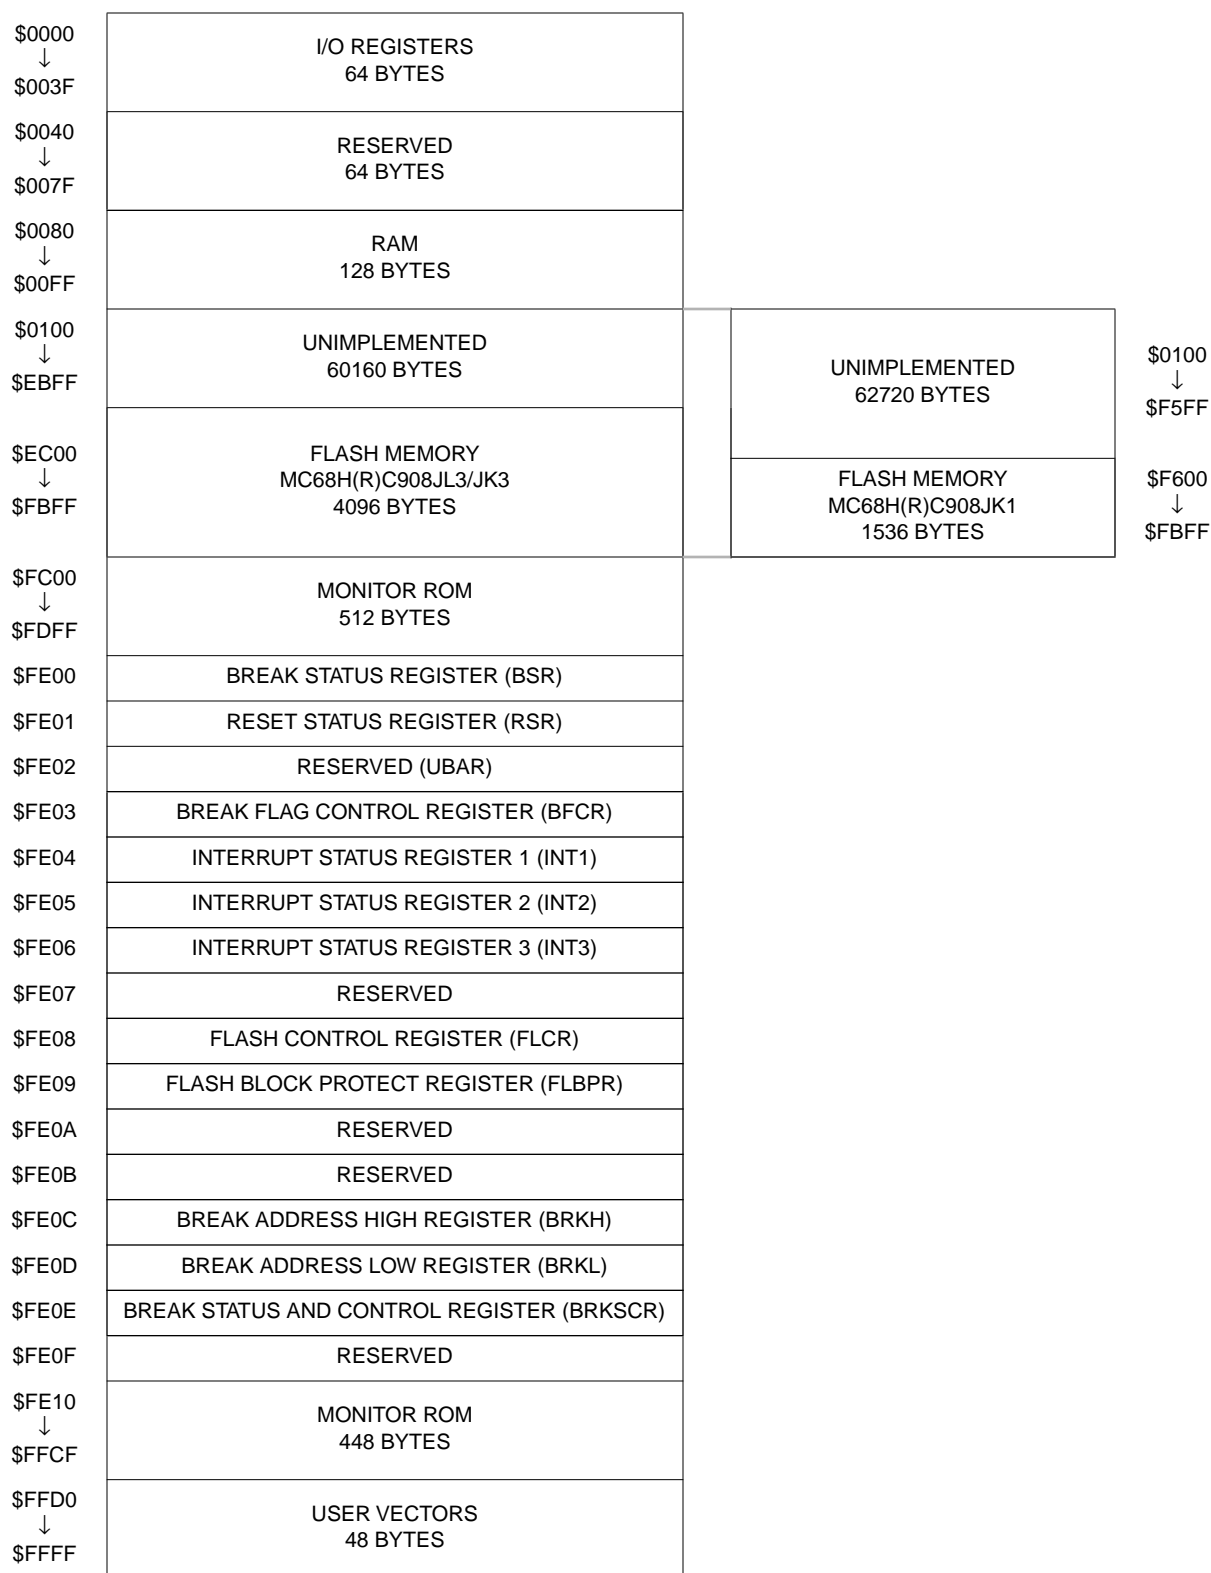 $0000
↓
$003F
I/O REGISTERS
64 BYTES
$0040
↓
$007F
RESERVED
64 BYTES
$0080
↓
$00FF
RAM
128 BYTES
$0100
↓
$EBFF
UNIMPLEMENTED
60160 BYTES
UNIMPLEMENTED
62720 BYTES
$0100
↓
$F5FF
$EC00
↓
$FBFF
FLASH MEMORY
MC68H(R)C908JL3/JK3
4096 BYTES
FLASH MEMORY
MC68H(R)C908JK1
1536 BYTES
$F600
↓
$FBFF
$FC00
↓
$FDFF
MONITOR ROM
512 BYTES
$FE00 BREAK STATUS REGISTER (BSR)
$FE01 RESET STATUS REGISTER (RSR)
$FE02 RESERVED (UBAR)
$FE03 BREAK FLAG CONTROL REGISTER (BFCR)
$FE04 INTERRUPT STATUS REGISTER 1 (INT1)
$FE05 INTERRUPT STATUS REGISTER 2 (INT2)
$FE06 INTERRUPT STATUS REGISTER 3 (INT3)
$FE07 RESERVED
$FE08 FLASH CONTROL REGISTER (FLCR)
$FE09 FLASH BLOCK PROTECT REGISTER (FLBPR)
$FE0A RESERVED
$FE0B RESERVED
$FE0C BREAK ADDRESS HIGH REGISTER (BRKH)
$FE0D BREAK ADDRESS LOW REGISTER (BRKL)
$FE0E BREAK STATUS AND CONTROL REGISTER (BRKSCR)
$FE0F RESERVED
$FE10
↓
$FFCF
MONITOR ROM
448 BYTES
$FFD0
↓
$FFFF
USER VECTORS
48 BYTES